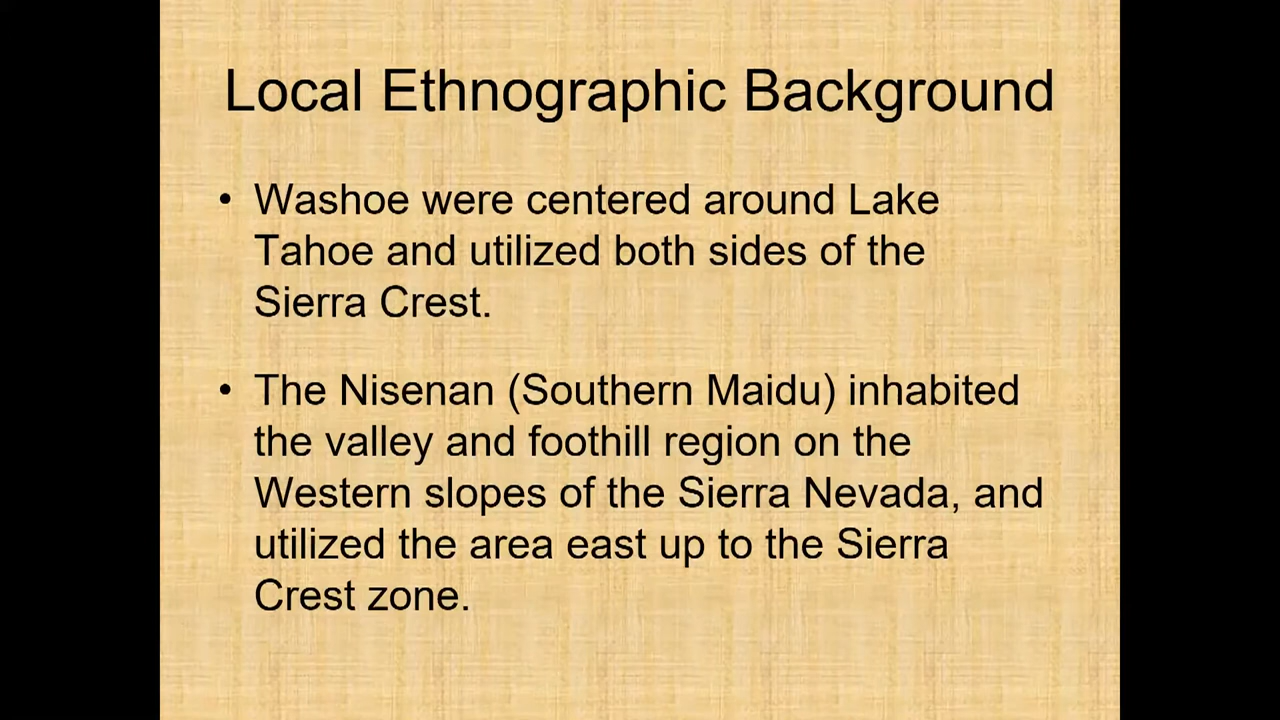 Local Ethnographic Background
• Washoe were centered around Lake
Tahoe and utilized both sides of the
Sierra Crest.
• The Nisenan (Southern Maidu) inhabited
the valley and foothill region on the
Western slopes of the Sierra Nevada, and
utilized the area east up to the Sierra
Crest zone.